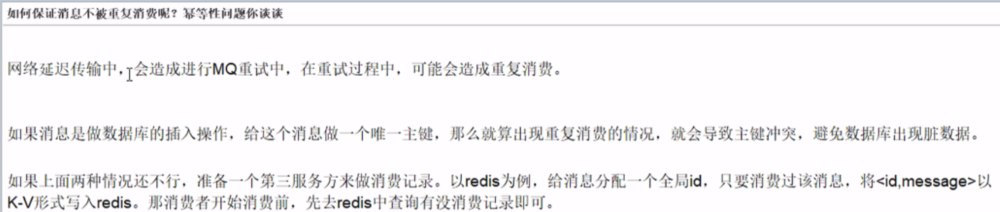 如何保证消息不被重复消费呢？幂等性问题你谈谈
网络延迟传输中，会造成进行MQ重试中，在重试过程中，可能会造成重复消费。
如果消息是做数据库的插入操作，给这个消息做一个唯一主键，那么就算出现重复消费的情况，就会导致主键冲突，避免数据库出现脏数据。
如果上面两种情况还不行，准备一个第三服务方来做消费记录。以redis为例，给消息分配一个全局id，只要消费过该消息，将<id,message>以
K-V形式写入redis。那消费者开始消费前，先去redis中查询有没消费记录即可。